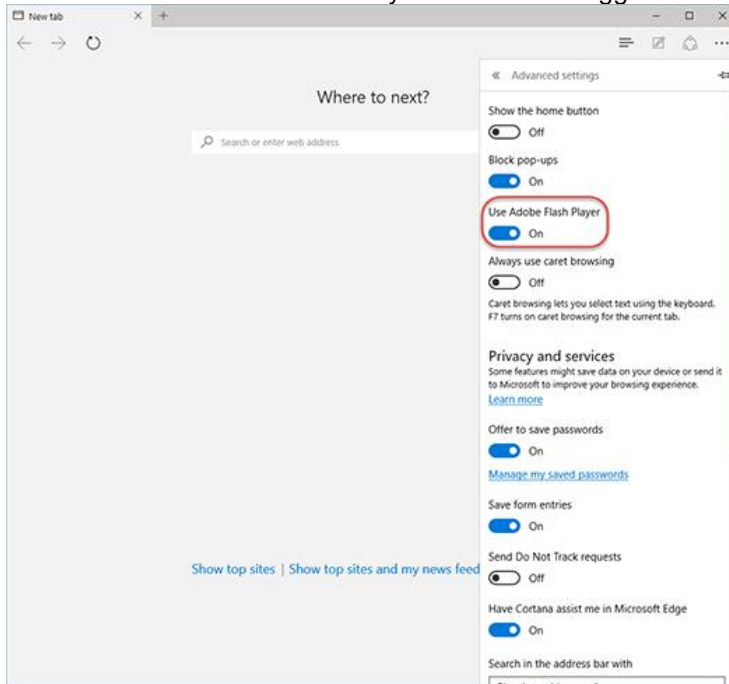 New tab
Advanced settings
Where to next?
Show the home button
Off
Search or enter web address
Block pop-ups
On
Use Adobe Flash Player
On
Always use caret browsing
Off
Caret browsing lets you select text using the keyboard.
F7 turns on caret browsing for the current tab.
Privacy and services
Some features might save data on your device or send it
to Microsoft to improve your browsing experience.
Learn more
Offer to save passwords
On
Manage my saved passwords
Save form entries
On
Show top sites | Show top sites and my news feed
Send Do Not Track requests
Off
Have Cortana assist me in Microsoft Edge
On
Search in the address bar with